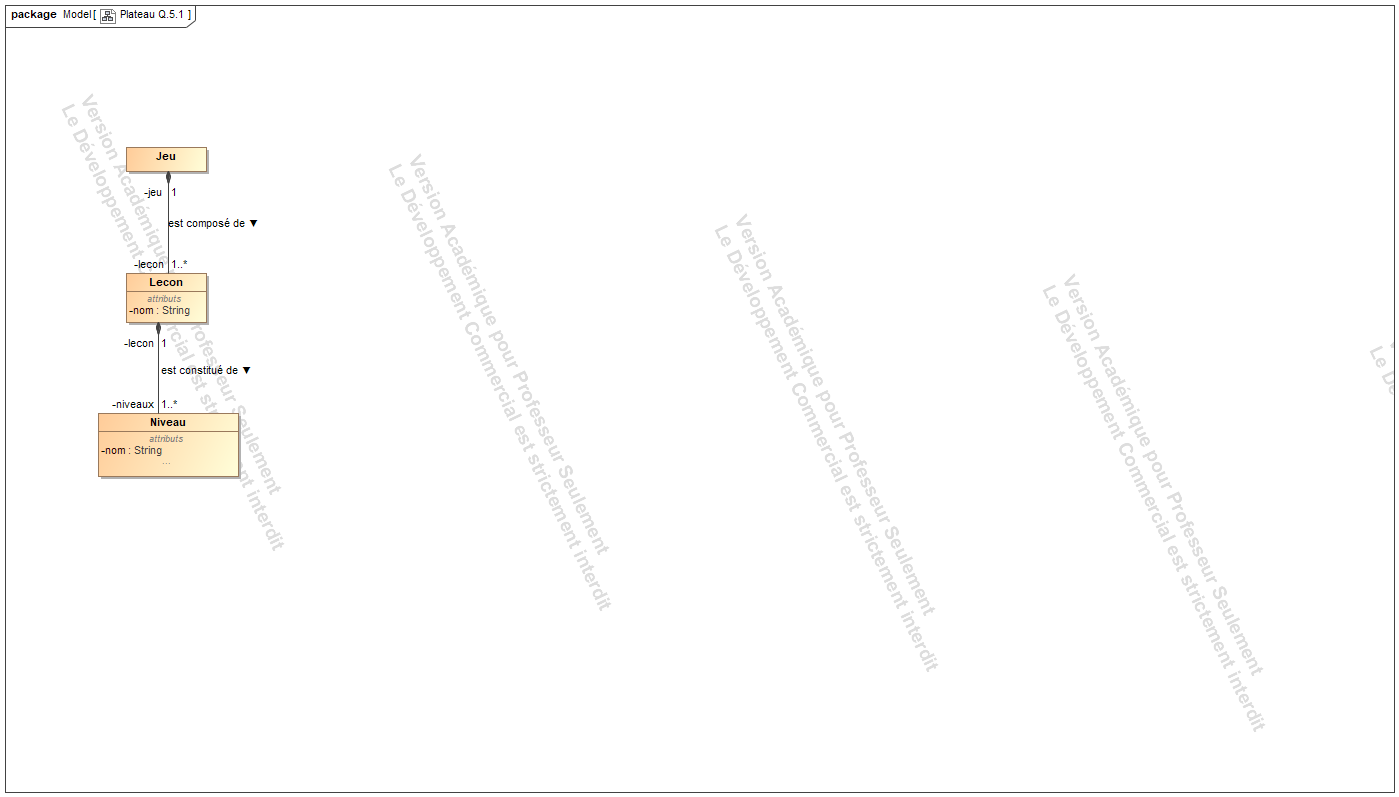 package Model [ Plateau Q.5.1 ]
Jeu
-jeu 1
est composé de ▼
-lecon 1..*
Lecon
attributs
-nom : String
-lecon 1
est constitué de ▼
-niveaux 1..*
Niveau
attributs
-nom : String
...
Version Académique pour Professeur Seulement
Le Développement Commercial est strictement interdit
Version Académique pour Professeur Seulement
Le Développement Commercial est strictement interdit
Version Académique pour Professeur Seulement
Le Développement Commercial est strictement interdit
Version Académique pour Professeur Seulement
Le Développement Commercial est strictement interdit
Le De